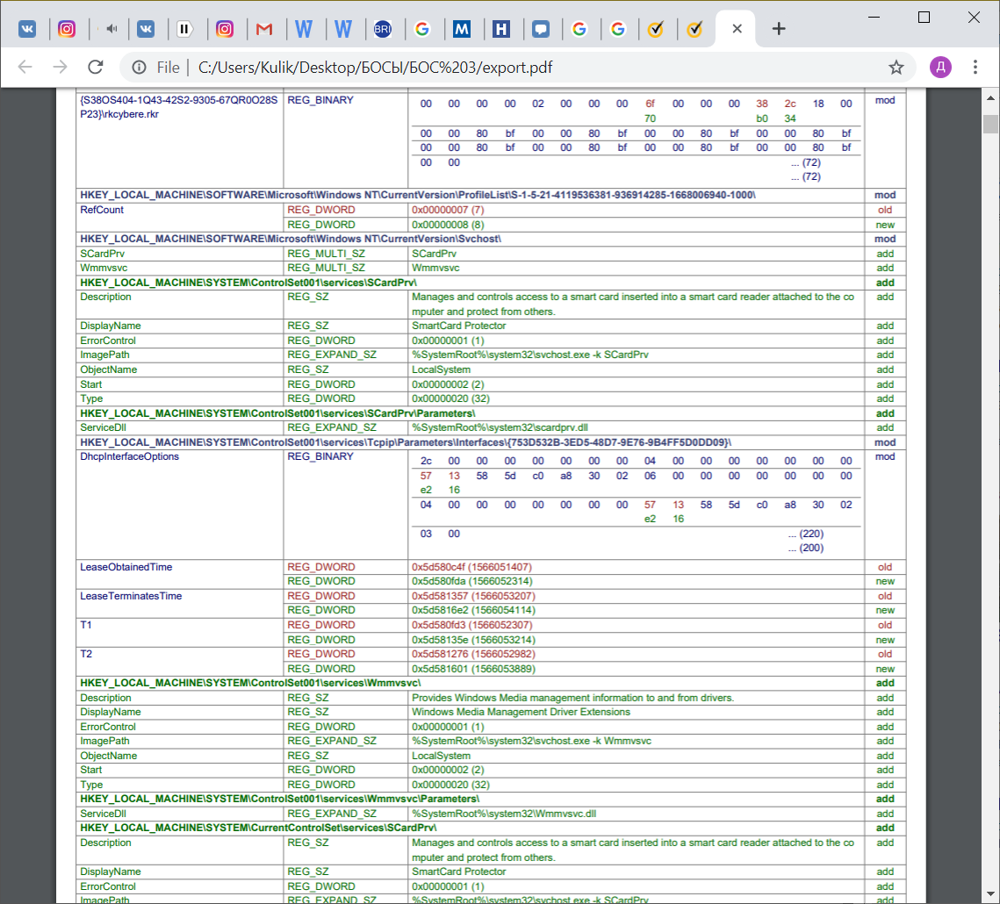 BRI
M
H
File | C:/Users/Kulik/Desktop/БОСЫ/БОС%203/export.pdf
Д
{S38OS404-1Q43-42S2-9305-67QR0O28S REG_BINARY 00 00 00 00 02 00 00 00 6f 00 00 00 38 2c 18 00 mod
P23}\rkcybere.rkr 70 b0 34
00 00 80 bf 00 00 80 bf 00 00 80 bf 00 00 80 bf
00 00 80 bf 00 00 80 bf 00 00 80 bf 00 00 80 bf
00 00 ... (72)
... (72)
HKEY_LOCAL_MACHINE\SOFTWARE\Microsoft\Windows NT\CurrentVersion\ProfileList\S-1-5-21-4119536381-936914285-1668006940-1000\ mod
RefCount REG_DWORD 0x00000007 (7) old
REG_DWORD 0x00000008 (8) new
HKEY_LOCAL_MACHINE\SOFTWARE\Microsoft\Windows NT\CurrentVersion\Svchost\ mod
SCardPrv REG_MULTI_SZ SCardPrv add
Wmmvsvc REG_MULTI_SZ Wmmvsvc add
HKEY_LOCAL_MACHINE\SYSTEM\ControlSet001\services\SCardPrv\ add
Description REG_SZ Manages and controls access to a smart card inserted into a smart card reader attached to the co add
mputer and protect from others.
DisplayName REG_SZ SmartCard Protector add
ErrorControl REG_DWORD 0x00000001 (1) add
ImagePath REG_EXPAND_SZ %SystemRoot%\system32\svchost.exe -k SCardPrv add
ObjectName REG_SZ LocalSystem add
Start REG_DWORD 0x00000002 (2) add
Type REG_DWORD 0x00000020 (32) add
HKEY_LOCAL_MACHINE\SYSTEM\ControlSet001\services\SCardPrv\Parameters\ add
ServiceDll REG_EXPAND_SZ %SystemRoot%\system32\scardprv.dll add
HKEY_LOCAL_MACHINE\SYSTEM\ControlSet001\services\Tcpip\Parameters\Interfaces\{753D532B-3ED5-48D7-9E76-9B4FF5D0DD09}\ mod
DhcpInterfaceOptions REG_BINARY 2c 00 00 00 00 00 00 00 04 00 00 00 00 00 00 00 mod
57 13 58 5d c0 a8 30 02 06 00 00 00 00 00 00 00
e2 16
04 00 00 00 00 00 00 00 57 13 58 5d c0 a8 30 02
e2 16
03 00 ... (220)
... (200)
LeaseObtainedTime REG_DWORD 0x5d580c4f (1566051407) old
REG_DWORD 0x5d580fda (1566052314) new
LeaseTerminatesTime REG_DWORD 0x5d581357 (1566053207) old
REG_DWORD 0x5d5816e2 (1566054114) new
T1 REG_DWORD 0x5d580fd3 (1566052307) old
REG_DWORD 0x5d58135e (1566053214) new
T2 REG_DWORD 0x5d581276 (1566052982) old
REG_DWORD 0x5d581601 (1566053889) new
HKEY_LOCAL_MACHINE\SYSTEM\ControlSet001\services\Wmmvsvc\ add
Description REG_SZ Provides Windows Media management information to and from drivers. add
DisplayName REG_SZ Windows Media Management Driver Extensions add
ErrorControl REG_DWORD 0x00000001 (1) add
ImagePath REG_EXPAND_SZ %SystemRoot%\system32\svchost.exe -k Wmmvsvc add
ObjectName REG_SZ LocalSystem add
Start REG_DWORD 0x00000002 (2) add
Type REG_DWORD 0x00000020 (32) add
HKEY_LOCAL_MACHINE\SYSTEM\ControlSet001\services\Wmmvsvc\Parameters\ add
ServiceDll REG_EXPAND_SZ %SystemRoot%\system32\Wmmvsvc.dll add
HKEY_LOCAL_MACHINE\SYSTEM\CurrentControlSet\services\SCardPrv\ add
Description REG_SZ Manages and controls access to a smart card inserted into a smart card reader attached to the co add
mputer and protect from others.
DisplayName REG_SZ SmartCard Protector add
ErrorControl REG_DWORD 0x00000001 (1) add
ImagePath REG_EXPAND_SZ %SystemRoot%\system32\svchost.exe -k SCardPrv add